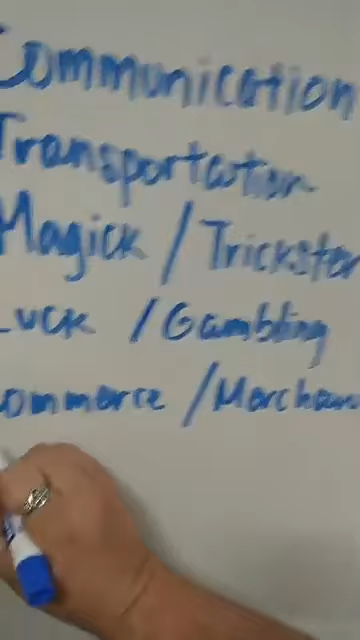 Communication
Transportation
Magick / Trickster
Luck / Gambling
ommerce / Merchan